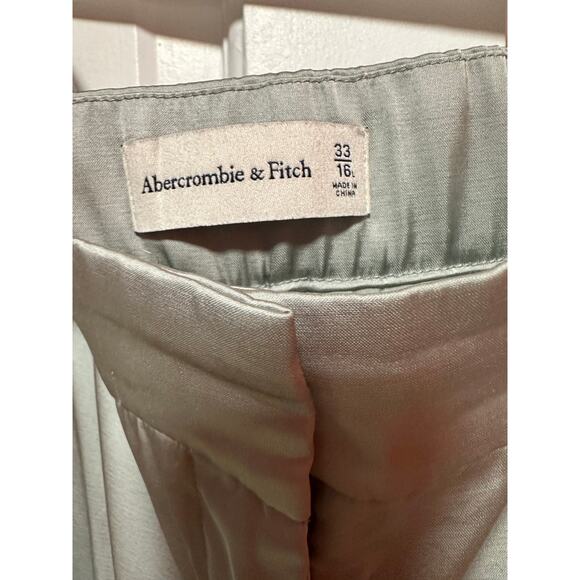 Abercrombie & Fitch
33
16L
MADE IN
CHINA